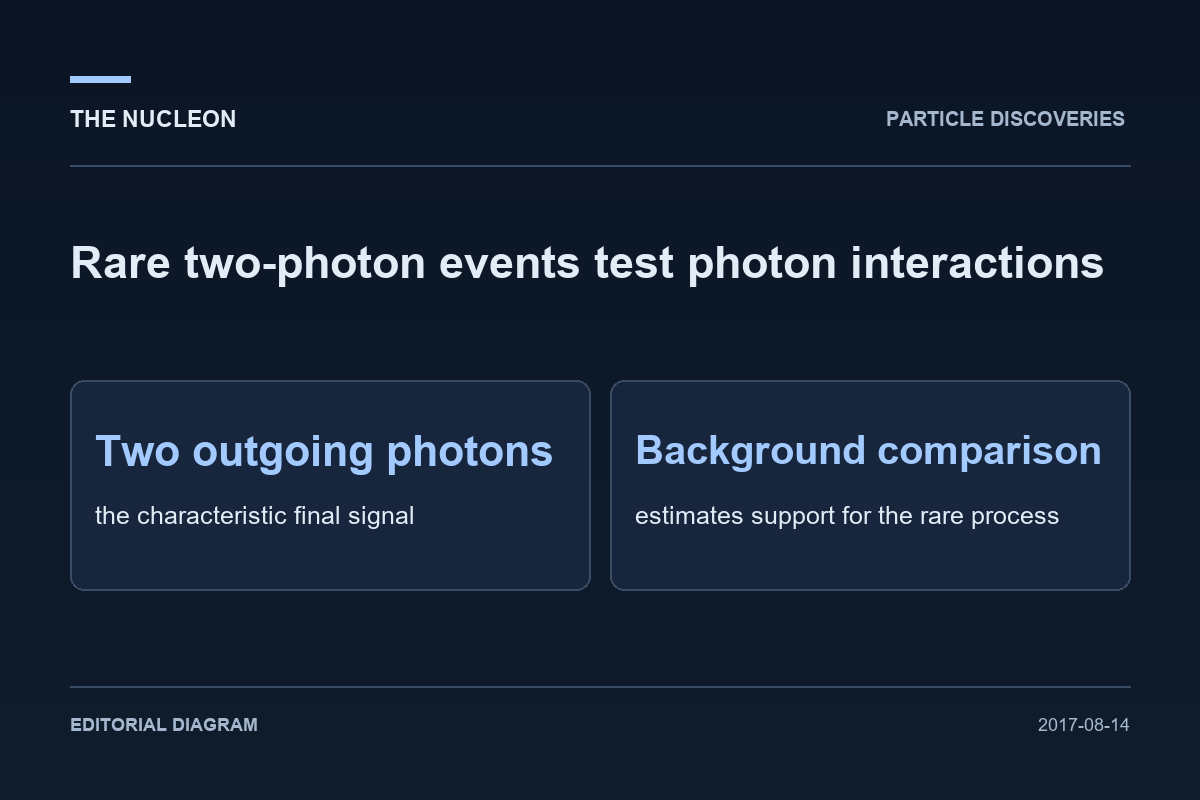 THE NUCLEON
PARTICLE DISCOVERIES
Rare two-photon events test photon interactions
Two outgoing photons
the characteristic final signal
Background comparison
estimates support for the rare process
EDITORIAL DIAGRAM
2017-08-14